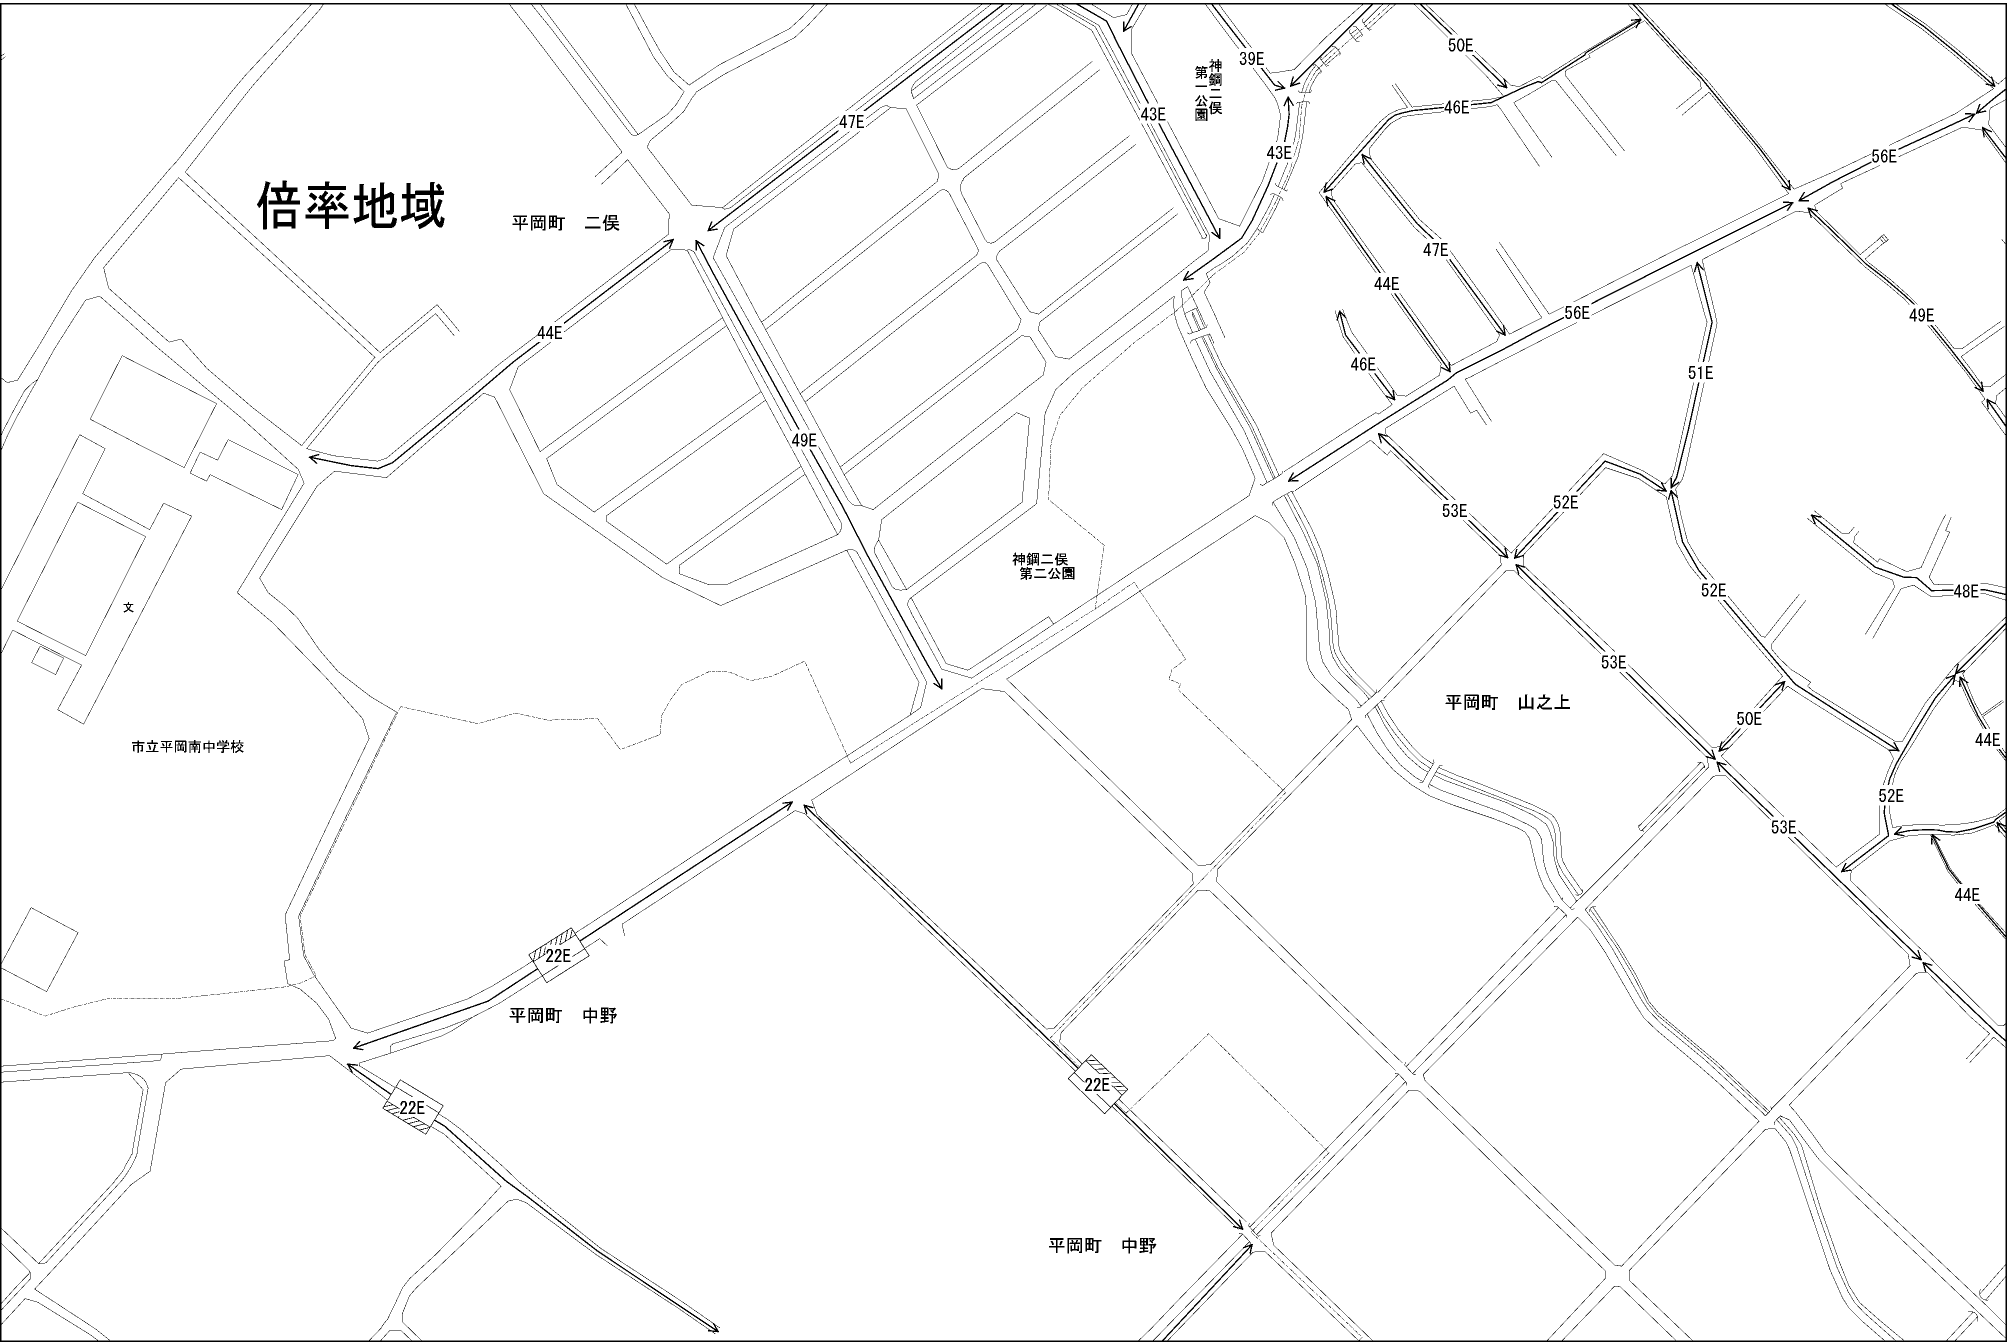 50E
39E
神鋼二俣
第一公園
46E
43E
47E
43E
56E
倍率地域
平岡町　二俣
47E
44E
56E
49E
44E
46E
51E
49E
52E
53E
神鋼二俣
第二公園
52E
48E
文
53E
平岡町　山之上
50E
44E
市立平岡南中学校
52E
53E
44E
22E
平岡町　中野
22E
22E
平岡町　中野